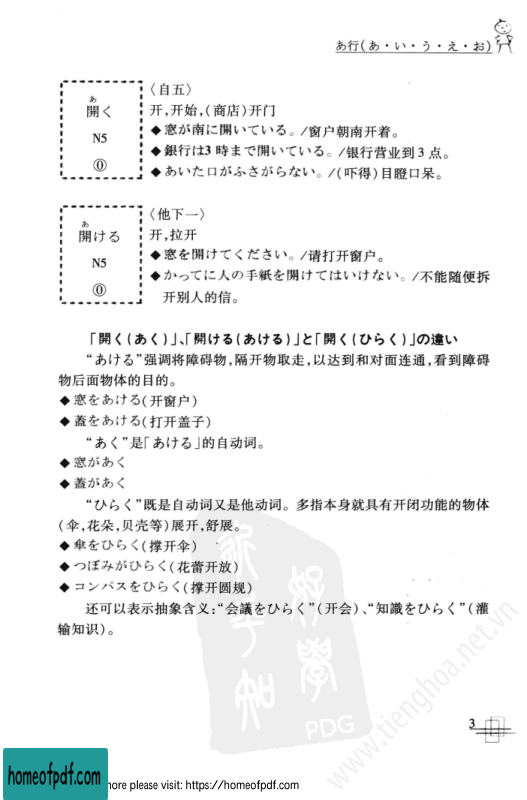 あ行(あ・い・う・え・お)
あ
開く
N5
⓪
〈自五〉
开,开始,(商店)开门
◆窓が南に開いている。/窗户朝南开着。
◆銀行は3時まで開いている。/银行营业到3点。
◆あいた口がふさがらない。/(吓得)目瞪口呆。
あ
開ける
N5
⓪
〈他下一〉
开,拉开
◆窓を開けてください。/请打开窗户。
◆かってに人の手紙を開けてはいけない。/不能随便拆
开别人的信。
「開く(あく)」、「開ける(あける)」と「開く(ひらく)」の違い
“あける”强调将障碍物,隔开物取走,以达到和对面连通,看到障碍
物后面物体的目的。
◆窓をあける(开窗户)
◆蓋をあける(打开盖子)
“あく”是「あける」的自动词。
◆窓があく
◆蓋があく
“ひらく”既是自动词又是他动词。多指本身就具有开闭功能的物体
(伞,花朵,贝壳等)展开,舒展。
◆傘をひらく(撑开伞)
◆つぼみがひらく(花蕾开放)
◆コンパスをひらく(撑开圆规)
还可以表示抽象含义:“会議をひらく”(开会)、“知識をひらく”(灌
输知识)。
PDG
www.tienghoa.net.vn
3
homeofpdf.com
more please visit: https://homeofpdf.com